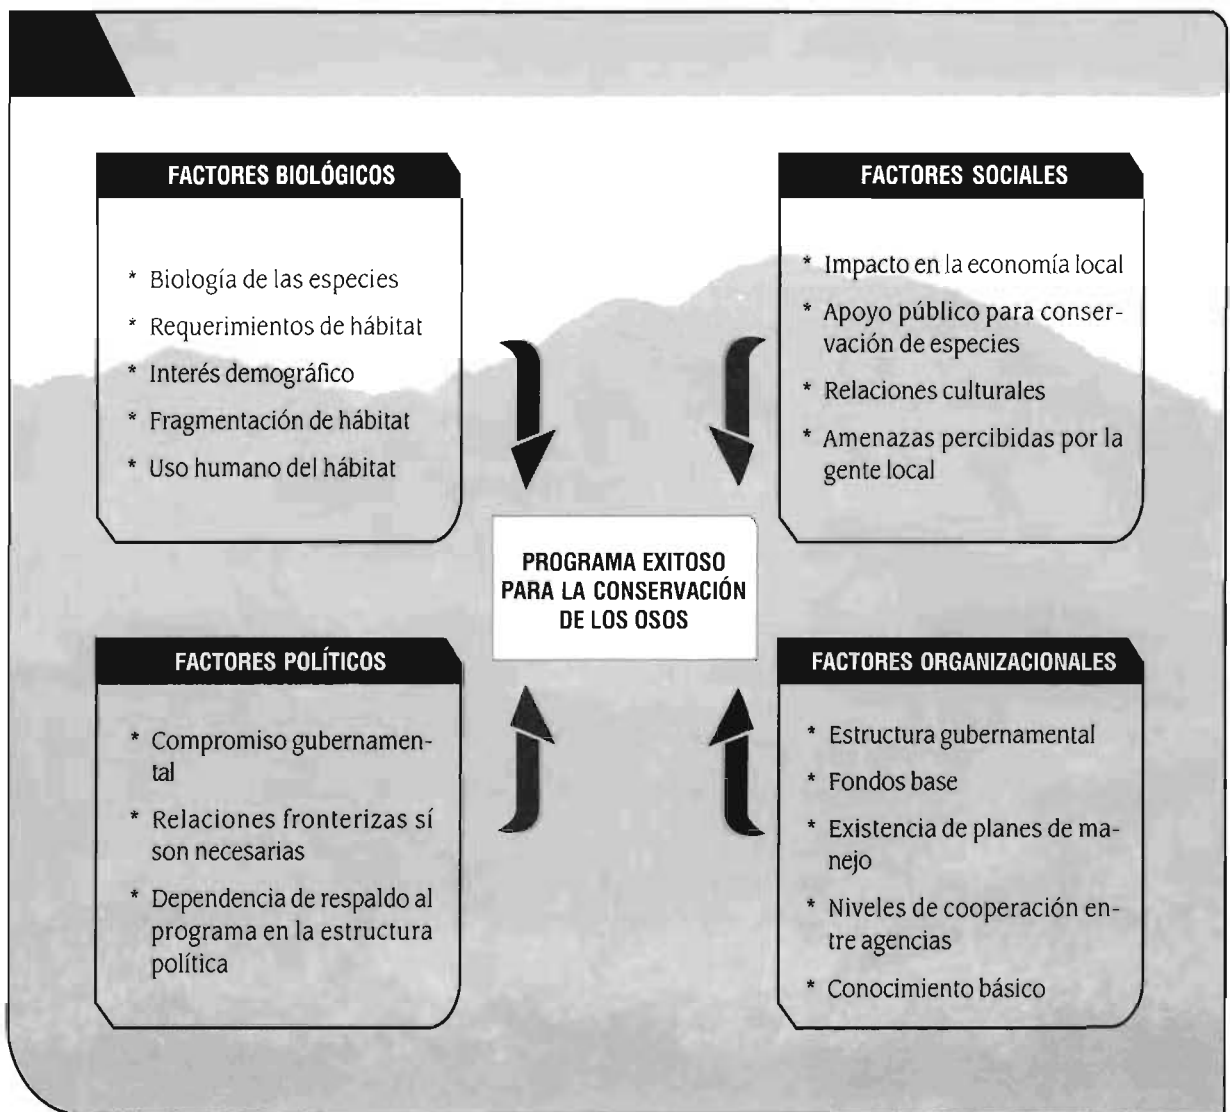 FACTORES BIOLÓGICOS
* Biología de las especies
* Requerimientos de hábitat
* Interés demográfico
* Fragmentación de hábitat
* Uso humano del hábitat
FACTORES SOCIALES
* Impacto en la economía local
* Apoyo público para conser-
vación de especies
* Relaciones culturales
* Amenazas percibidas por la
gente local
PROGRAMA EXITOSO
PARA LA CONSERVACIÓN
DE LOS OSOS
FACTORES POLÍTICOS
* Compromiso gubernamen-
tal
* Relaciones fronterizas sí
son necesarias
* Dependencia de respaldo al
programa en la estructura
política
FACTORES ORGANIZACIONALES
* Estructura gubernamental
* Fondos base
* Existencia de planes de ma-
nejo
* Niveles de cooperación en-
tre agencias
* Conocimiento básico